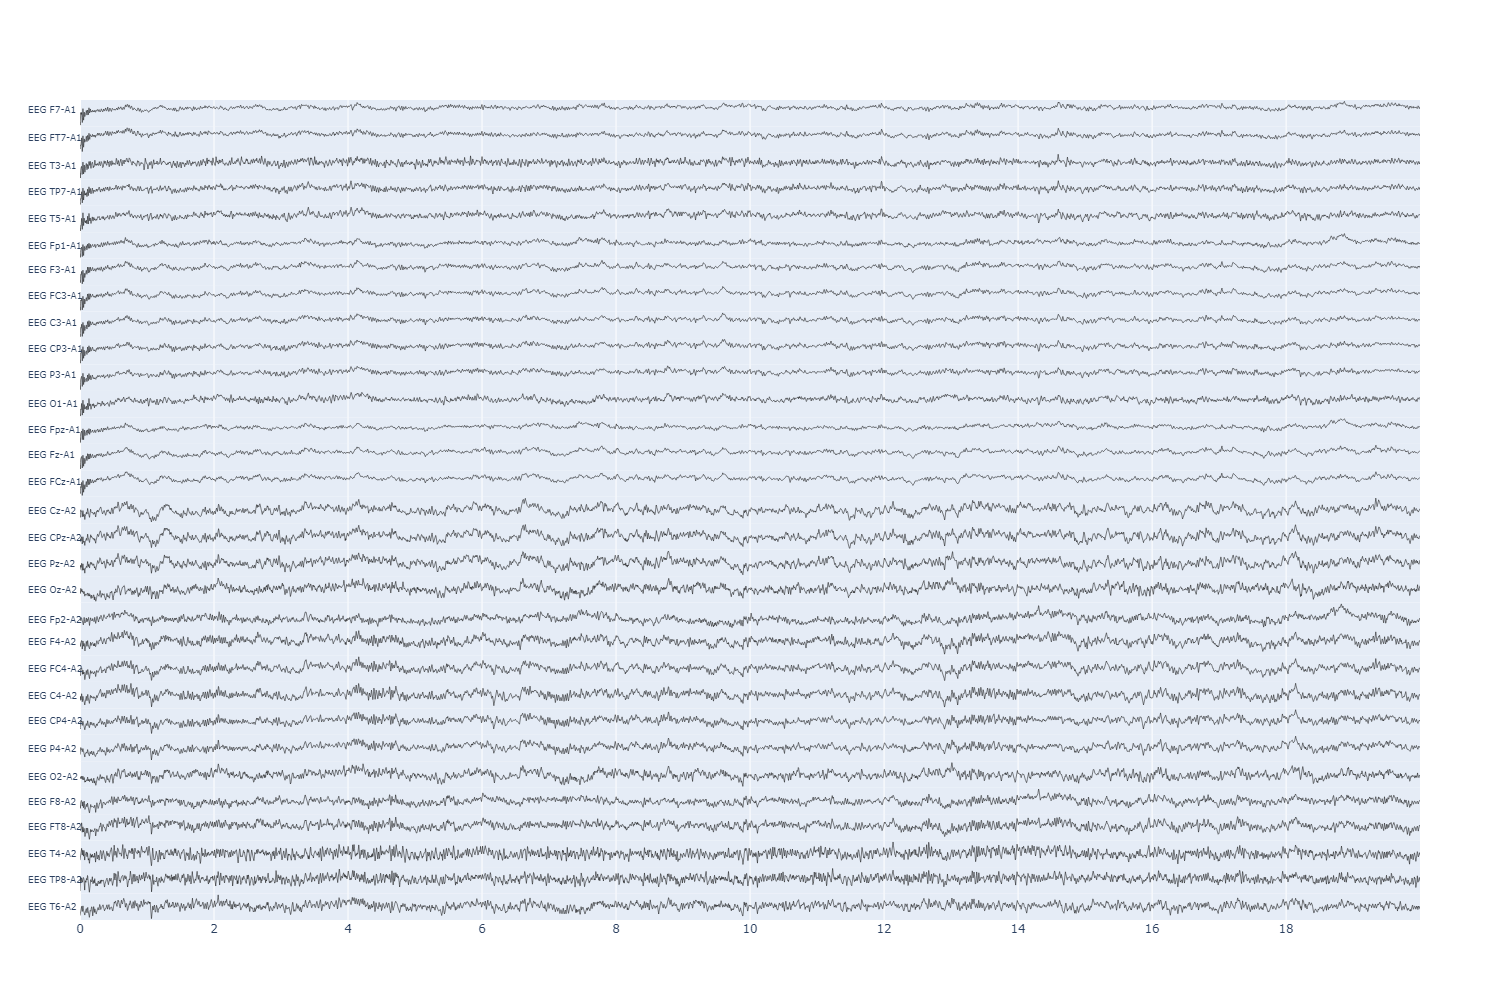 EEG F7-A1
EEG FT7-A1
EEG T3-A1
EEG TP7-A1
EEG T5-A1
EEG Fp1-A1
EEG F3-A1
EEG FC3-A1
EEG C3-A1
EEG CP3-A1
EEG P3-A1
EEG O1-A1
EEG Fpz-A1
EEG Fz-A1
EEG FCz-A1
EEG Cz-A2
EEG CPz-A2
EEG Pz-A2
EEG Oz-A2
EEG Fp2-A2
EEG F4-A2
EEG FC4-A2
EEG C4-A2
EEG CP4-A2
EEG P4-A2
EEG O2-A2
EEG F8-A2
EEG FT8-A2
EEG T4-A2
EEG TP8-A2
EEG T6-A2
0 2 4 6 8 10 12 14 16 18